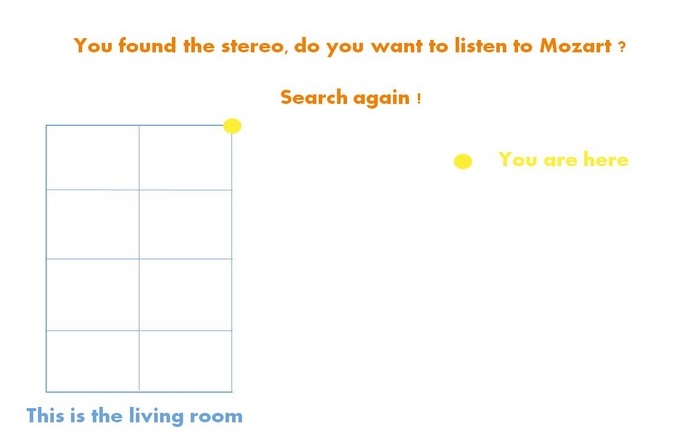 You found the stereo, do you want to listen to Mozart ?
Search again !
You are here
This is the living room